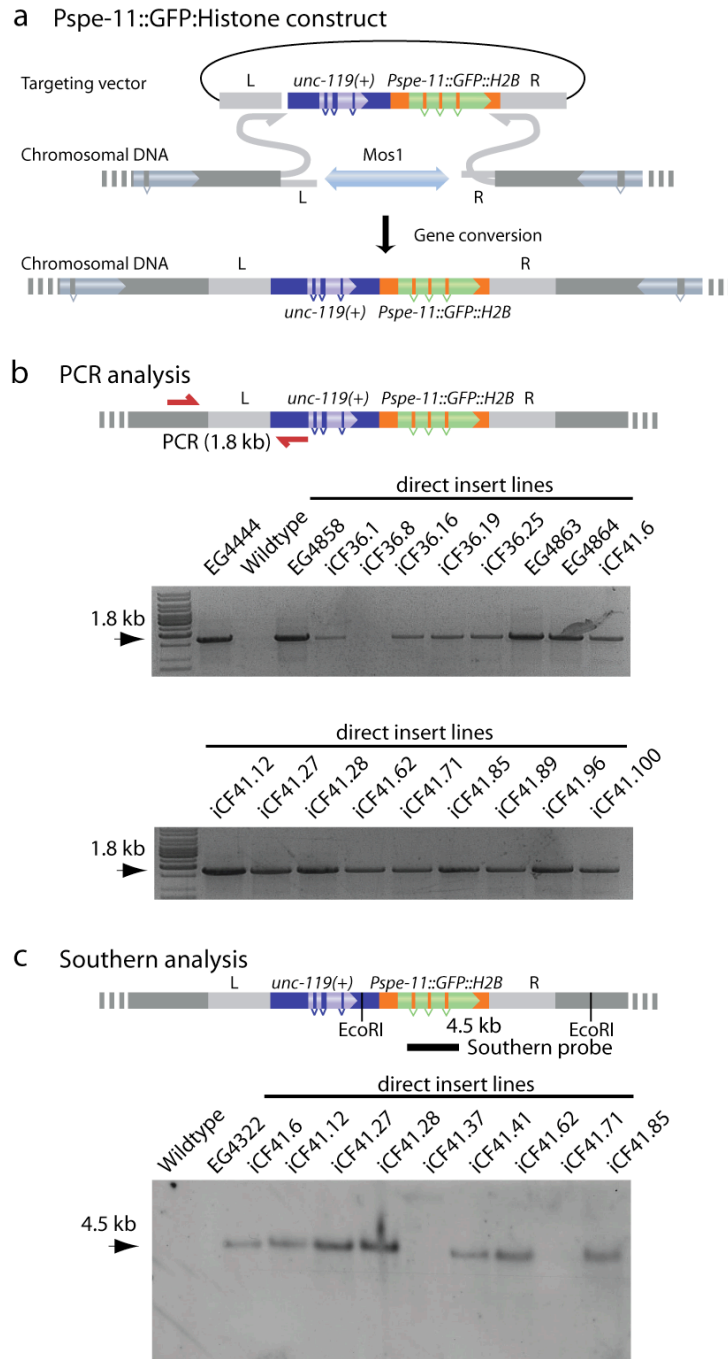 a Pspe-11::GFP:Histone construct
Targeting vector
L unc-119(+) Pspe-11::GFP::H2B R
Chromosomal DNA
Mos1
L R
Gene conversion
Chromosomal DNA
L R
unc-119(+) Pspe-11::GFP::H2B
b PCR analysis
L unc-119(+) Pspe-11::GFP::H2B R
PCR (1.8 kb)
direct insert lines
EG4444 Wildtype EG4858 iCF36.1 iCF36.8 iCF36.16 iCF36.19 iCF36.25 EG4863 EG4864 iCF41.6
1.8 kb
direct insert lines
iCF41.12 iCF41.27 iCF41.28 iCF41.62 iCF41.71 iCF41.85 iCF41.89 iCF41.96 iCF41.100
1.8 kb
c Southern analysis
L unc-119(+) Pspe-11::GFP::H2B R
EcoRI 4.5 kb EcoRI
Southern probe
direct insert lines
Wildtype EG4322 iCF41.6 iCF41.12 iCF41.27 iCF41.28 iCF41.37 iCF41.41 iCF41.62 iCF41.71 iCF41.85
4.5 kb